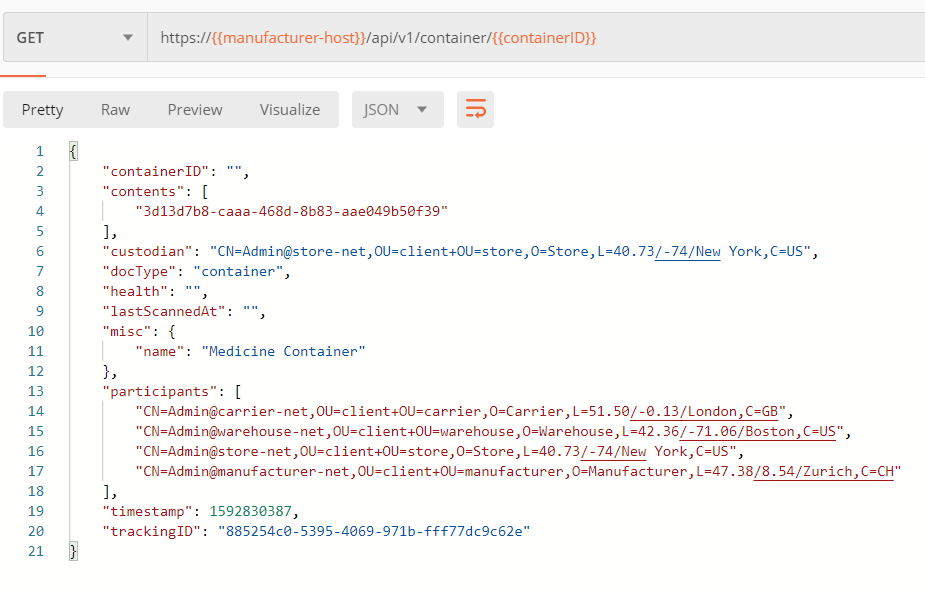 GET https://{{manufacturer-host}}/api/v1/container/{{containerID}}
Pretty Raw Preview Visualize JSON
1 {
2 "containerID": "",
3 "contents": [
4 "3d13d7b8-caaa-468d-8b83-aae049b50f39"
5 ],
6 "custodian": "CN=Admin@store-net,OU=client+OU=store,O=Store,L=40.73/-74/New York,C=US",
7 "docType": "container",
8 "health": "",
9 "lastScannedAt": "",
10 "misc": {
11 "name": "Medicine Container"
12 },
13 "participants": [
14 "CN=Admin@carrier-net,OU=client+OU=carrier,O=Carrier,L=51.50/-0.13/London,C=GB",
15 "CN=Admin@warehouse-net,OU=client+OU=warehouse,O=Warehouse,L=42.36/-71.06/Boston,C=US",
16 "CN=Admin@store-net,OU=client+OU=store,O=Store,L=40.73/-74/New York,C=US",
17 "CN=Admin@manufacturer-net,OU=client+OU=manufacturer,O=Manufacturer,L=47.38/8.54/Zurich,C=CH"
18 ],
19 "timestamp": 1592830387,
20 "trackingID": "885254c0-5395-4069-971b-fff77dc9c62e"
21 }